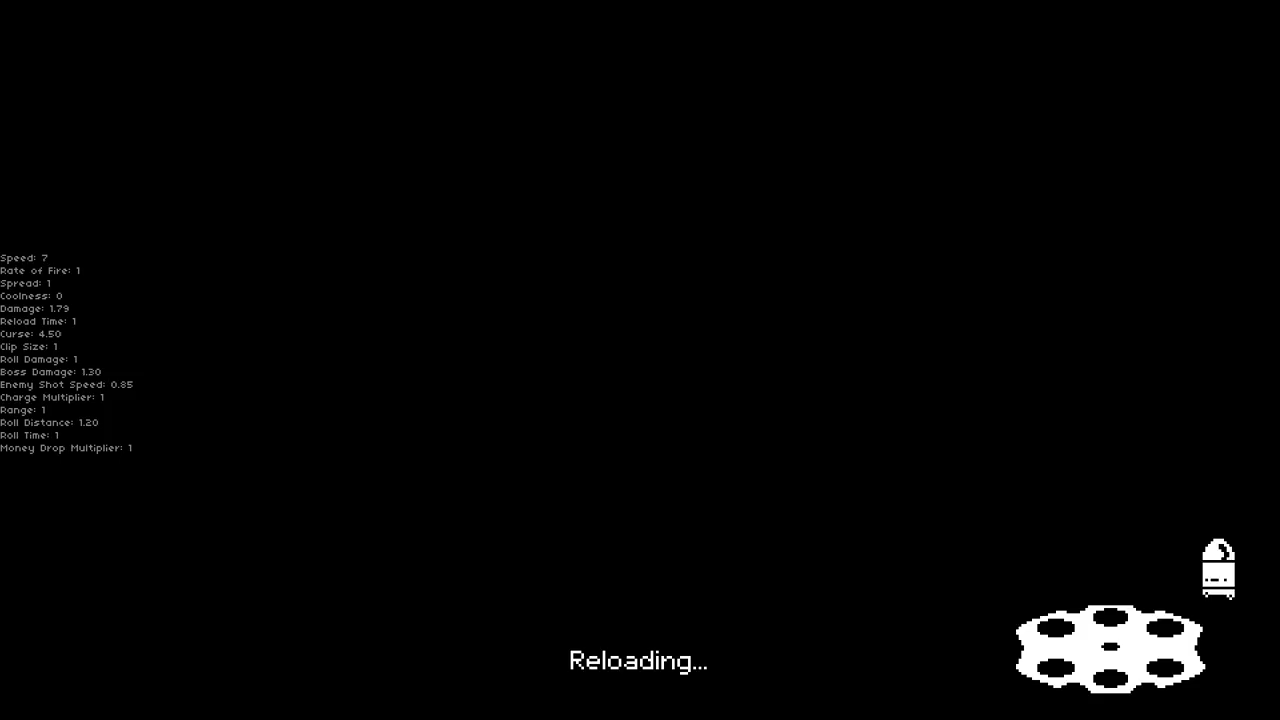 Speed: 7
Rate of Fire: 1
Spread: 1
Coolness: 0
Damage: 1.79
Reload Time: 1
Curse: 4.50
Clip Size: 1
Roll Damage: 1
Boss Damage: 1.30
Enemy Shot Speed: 0.85
Charge Multiplier: 1
Range: 1
Roll Distance: 1.20
Roll Time: 1
Money Drop Multiplier: 1
Reloading...